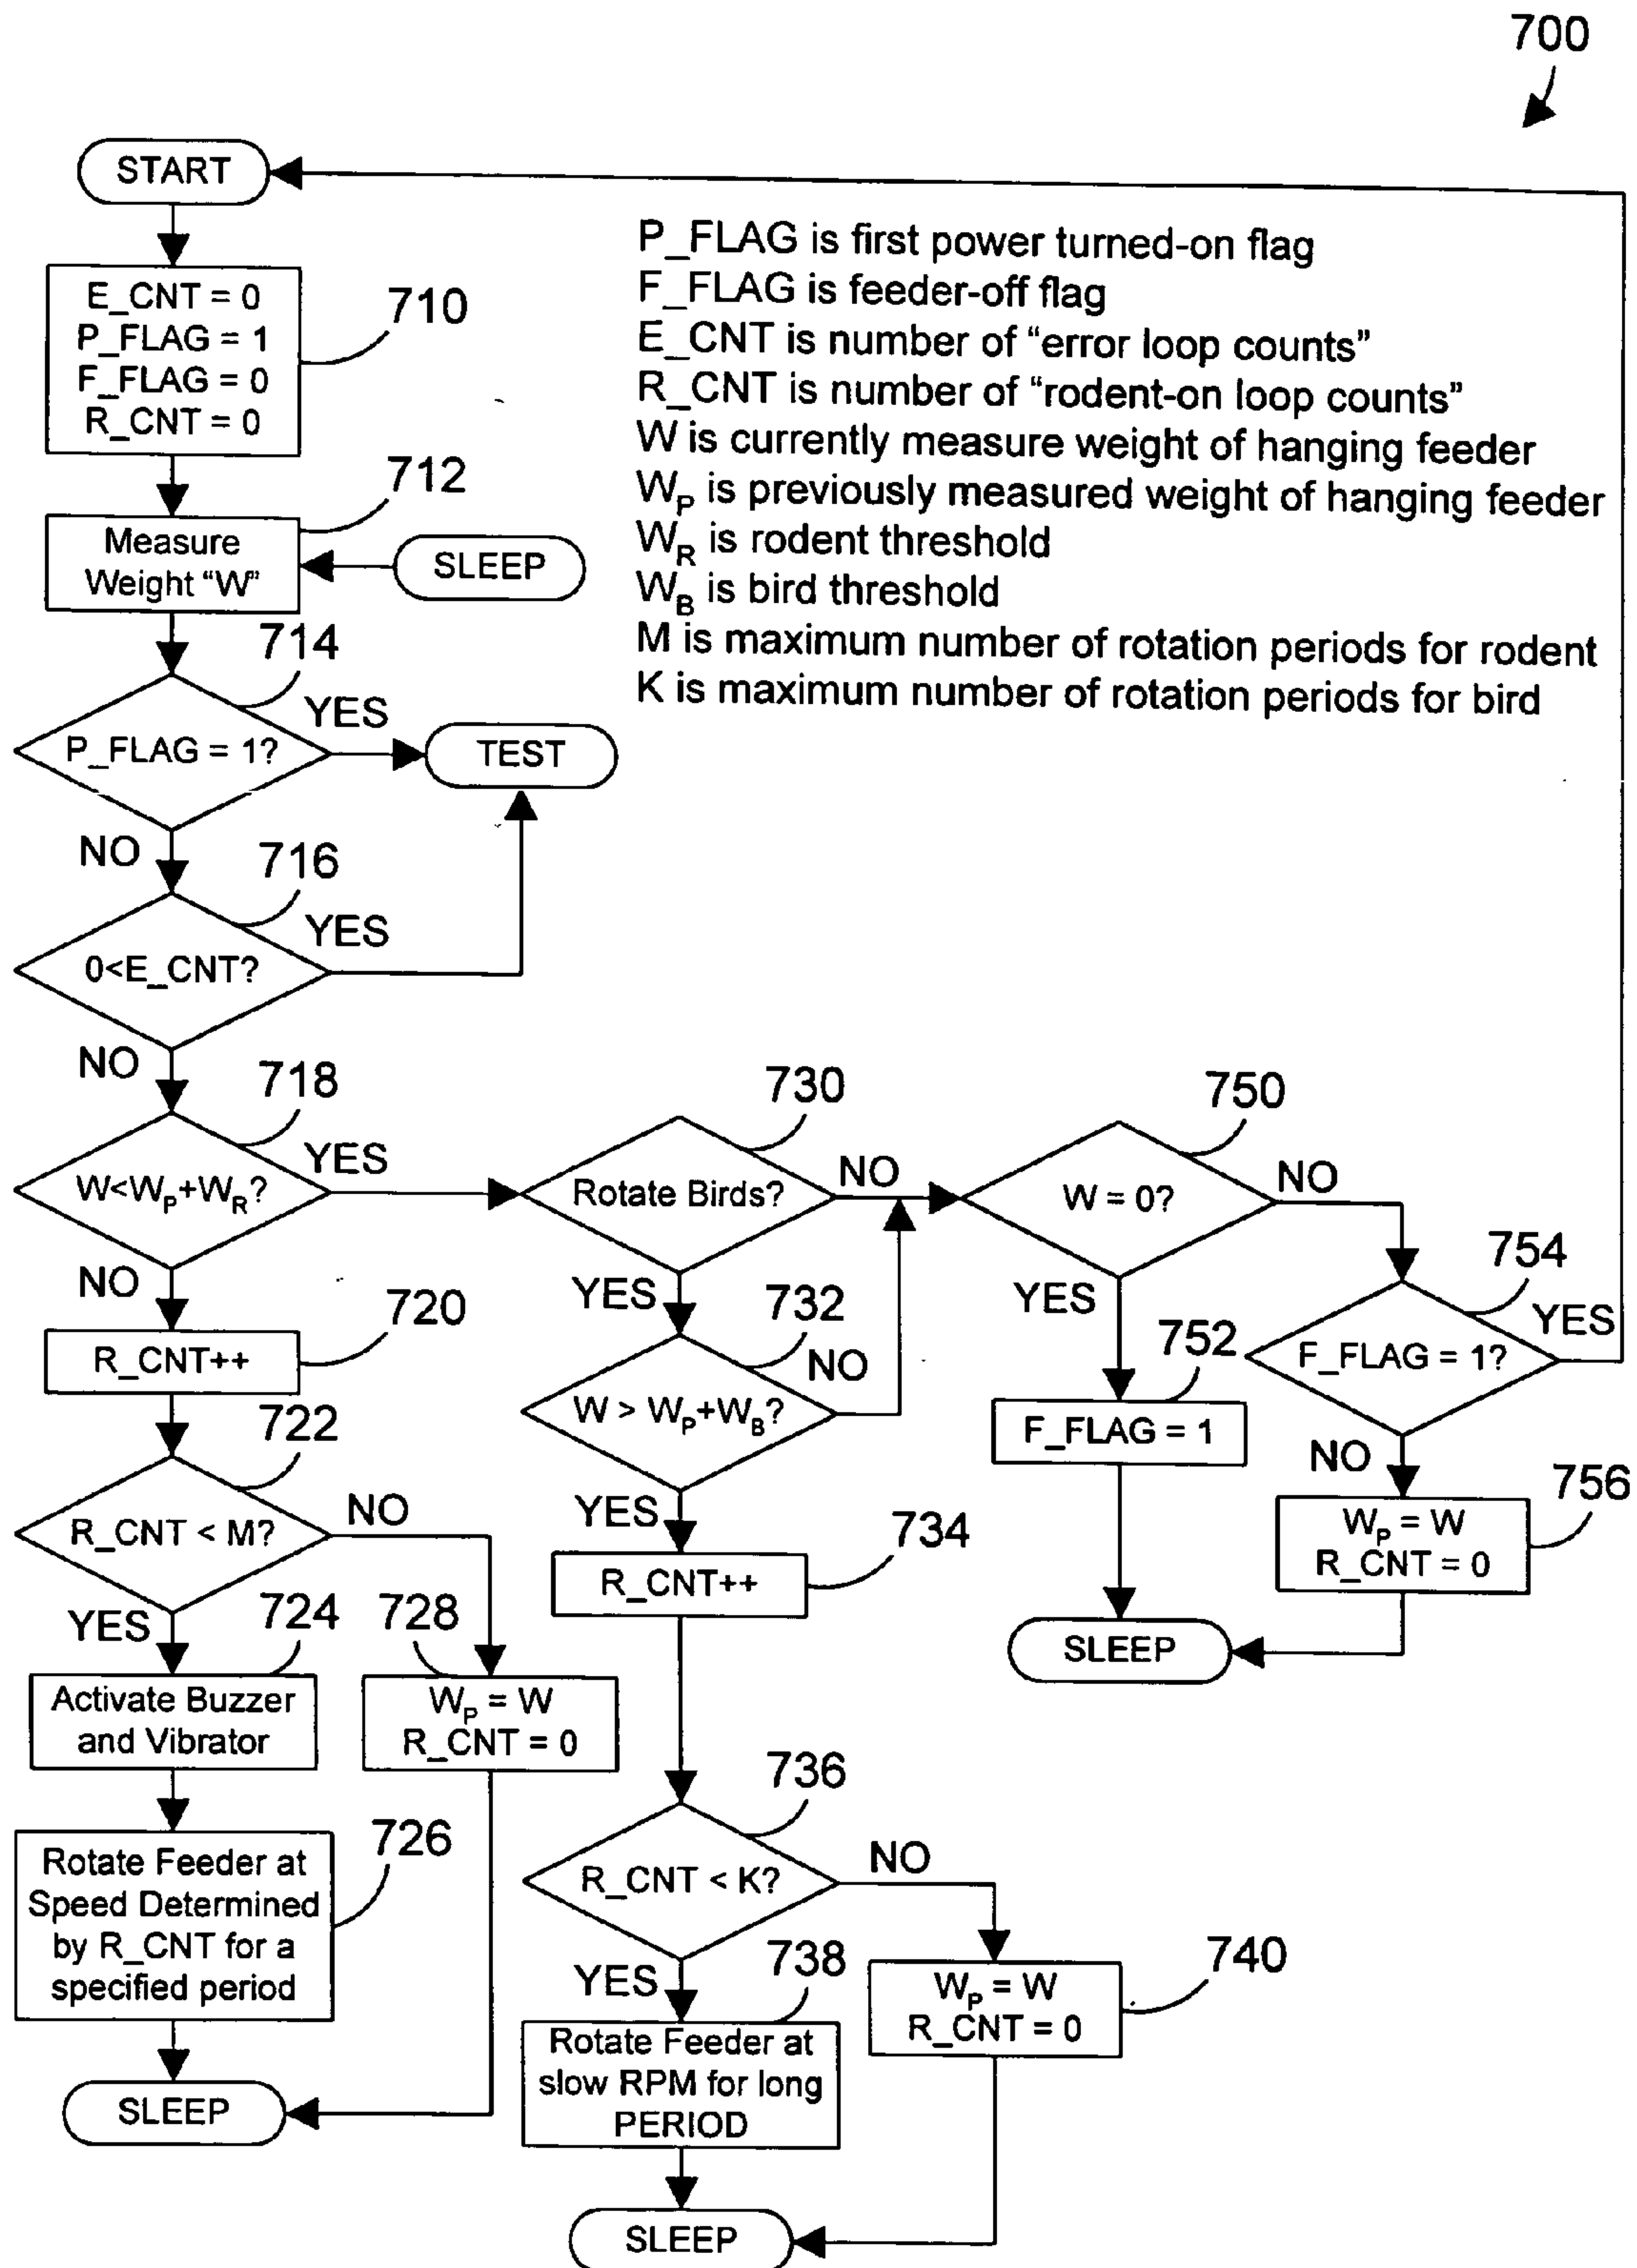 700
START
P_FLAG is first power turned-on flag
F_FLAG is feeder-off flag
E_CNT is number of “error loop counts”
R_CNT is number of “rodent-on loop counts”
W is currently measure weight of hanging feeder
WP is previously measured weight of hanging feeder
WR is rodent threshold
WB is bird threshold
M is maximum number of rotation periods for rodent
K is maximum number of rotation periods for bird
E_CNT = 0
P_FLAG = 1
F_FLAG = 0
R_CNT = 0
710
712
Measure
Weight “W”
SLEEP
714
P_FLAG = 1?
YES
TEST
NO
716
0<E_CNT?
YES
NO
718
W<WP+WR?
YES
NO
720
R_CNT++
722
R_CNT < M?
NO
YES
724
Activate Buzzer
and Vibrator
728
WP = W
R_CNT = 0
726
Rotate Feeder at
Speed Determined
by R_CNT for a
specified period
SLEEP
730
Rotate Birds?
NO
YES
732
W > WP+WB?
NO
YES
734
R_CNT++
736
R_CNT < K?
NO
YES
738
Rotate Feeder at
slow RPM for long
PERIOD
740
WP = W
R_CNT = 0
SLEEP
750
W = 0?
NO
YES
752
F_FLAG = 1
754
F_FLAG = 1?
YES
NO
756
WP = W
R_CNT = 0
SLEEP